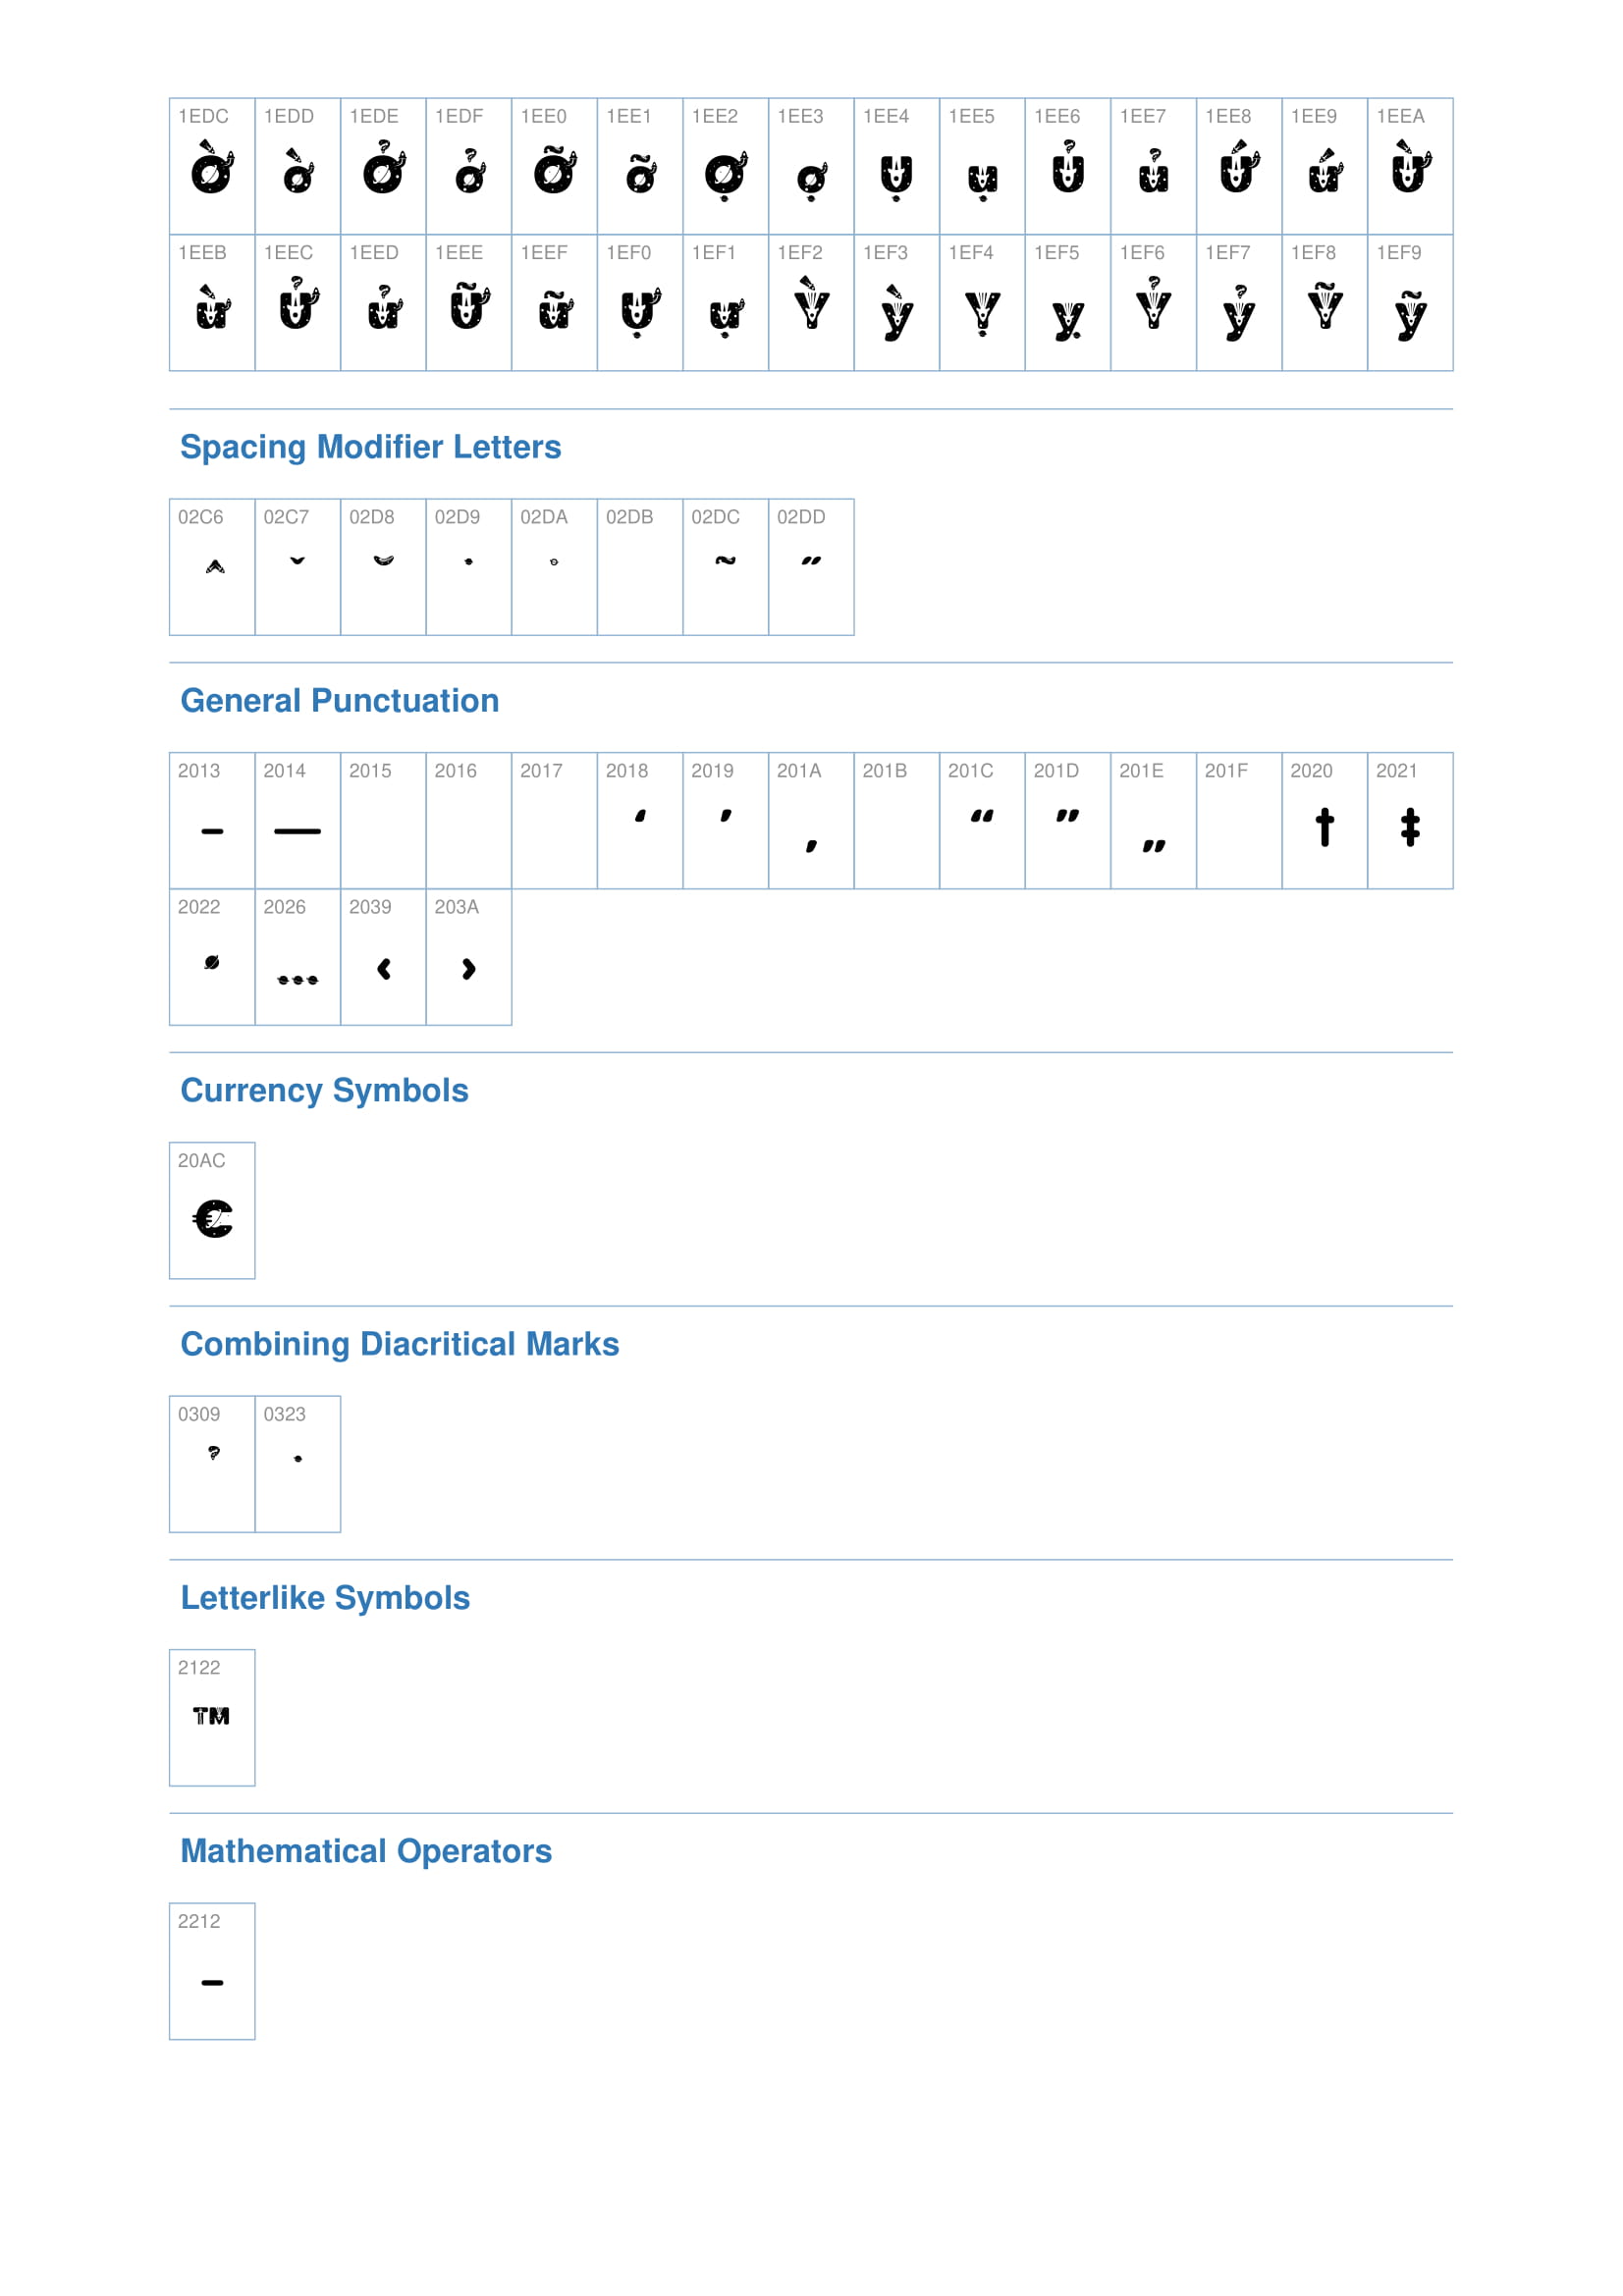 1EDC 1EDD 1EDE 1EDF 1EE0 1EE1 1EE2 1EE3 1EE4 1EE5 1EE6 1EE7 1EE8 1EE9 1EEA
Ờ ờ Ở ở Ỡ ỡ Ợ ợ Ụ ụ Ủ ủ Ứ ứ Ừ
1EEB 1EEC 1EED 1EEE 1EEF 1EF0 1EF1 1EF2 1EF3 1EF4 1EF5 1EF6 1EF7 1EF8 1EF9
ừ Ử ử Ữ ữ Ự ự Ỳ ỳ Ỵ ỵ Ỷ ỷ Ỹ ỹ
Spacing Modifier Letters
02C6 02C7 02D8 02D9 02DA 02DB 02DC 02DD
ˆ ˇ ˘ ˙ ˚ ˜ ˝
General Punctuation
2013 2014 2015 2016 2017 2018 2019 201A 201B 201C 201D 201E 201F 2020 2021
– — ‘ ’ ‚ “ ” „ † ‡
2022 2026 2039 203A
• … ‹ ›
Currency Symbols
20AC
€
Combining Diacritical Marks
0309 0323
̉ ̣
Letterlike Symbols
2122
™
Mathematical Operators
2212
−